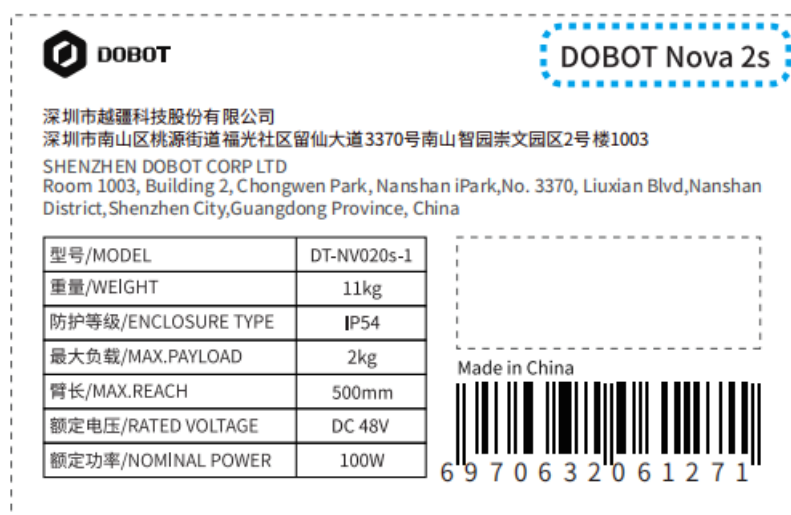 DOBOT
DOBOT Nova 2s
深圳市越疆科技股份有限公司
深圳市南山区桃源街道福光社区留仙大道3370号南山智园崇文园区2号楼1003
SHENZHEN DOBOT CORP LTD
Room 1003, Building 2, Chongwen Park, Nanshan iPark,No. 3370, Liuxian Blvd,Nanshan
District,Shenzhen City,Guangdong Province, China
型号/MODEL DT-NV020s-1
重量/WEIGHT 11kg
防护等级/ENCLOSURE TYPE IP54
最大负载/MAX.PAYLOAD 2kg
臂长/MAX.REACH 500mm
额定电压/RATED VOLTAGE DC 48V
额定功率/NOMINAL POWER 100W
Made in China
6970632061271